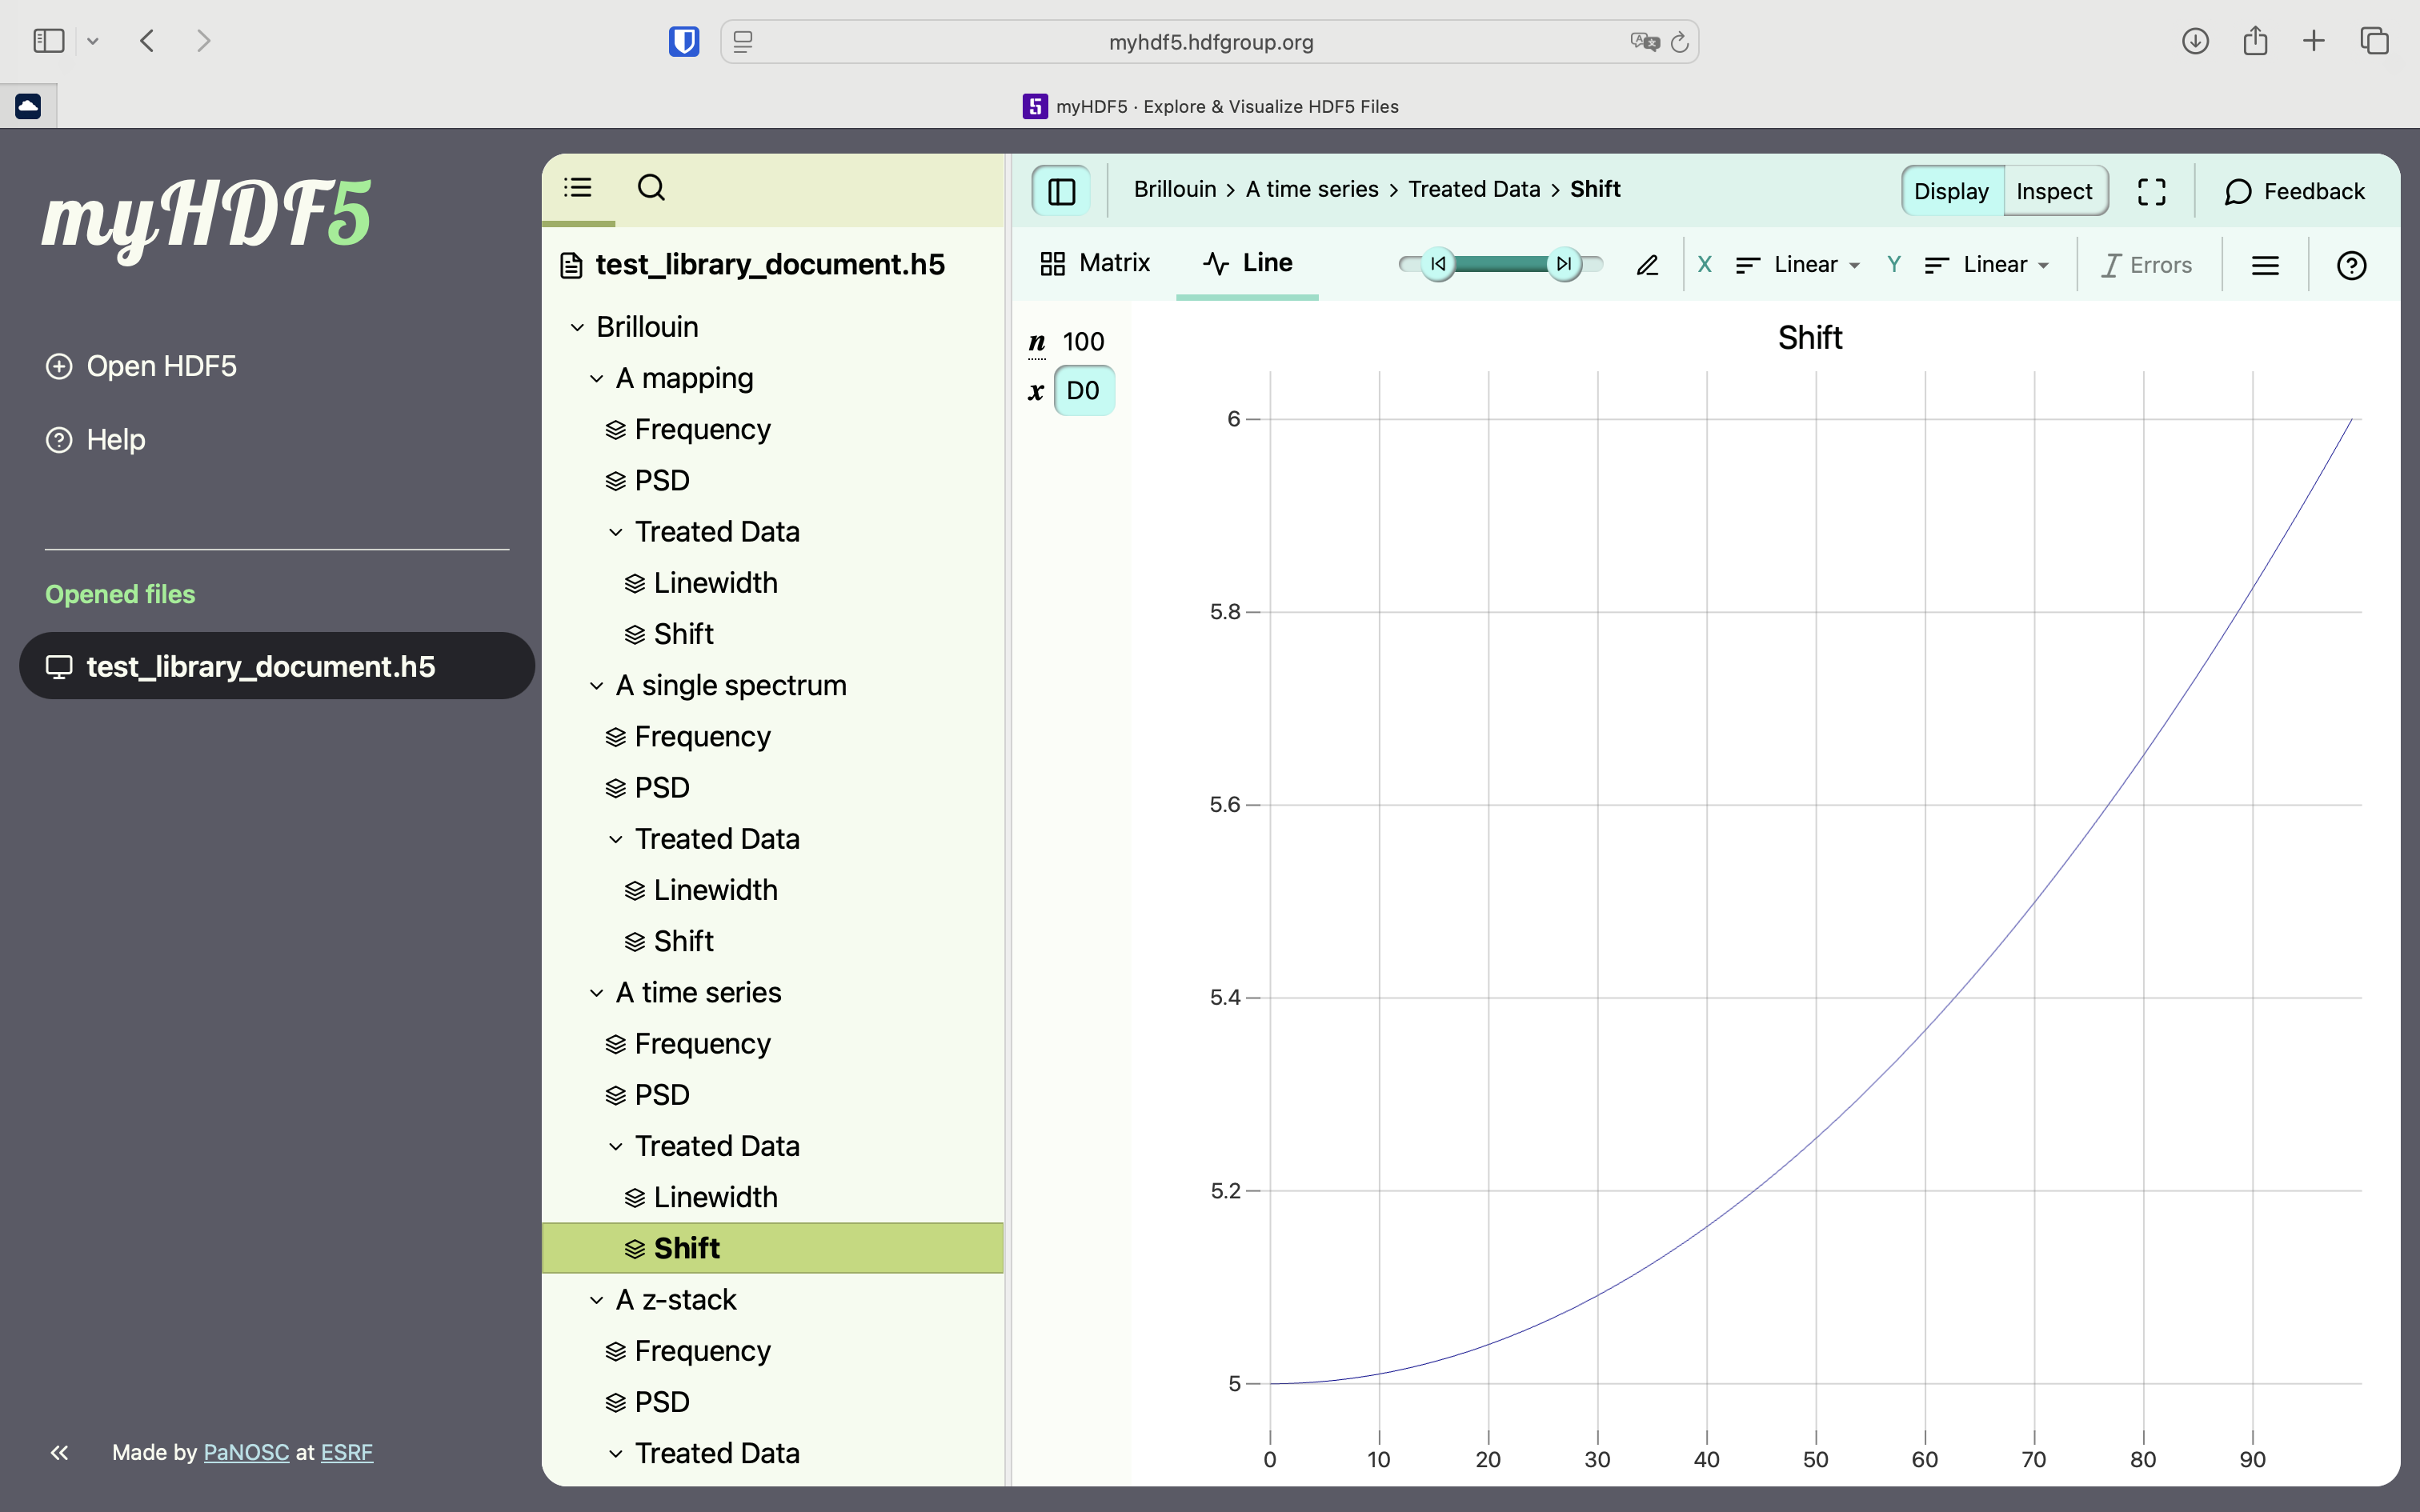 myhdf5.hdfgroup.org
myHDF5 · Explore & Visualize HDF5 Files
myHDF5
Open HDF5
Help
Opened files
test_library_document.h5
Made by PaNOSC at ESRF
test_library_document.h5
Brillouin
A mapping
Frequency
PSD
Treated Data
Linewidth
Shift
A single spectrum
Frequency
PSD
Treated Data
Linewidth
Shift
A time series
Frequency
PSD
Treated Data
Linewidth
Shift
A z-stack
Frequency
PSD
Treated Data
Brillouin › A time series › Treated Data › Shift
Display Inspect
Feedback
Matrix Line X Linear Y Linear Errors
n 100
x D0
Shift
6
5.8
5.6
5.4
5.2
5
0 10 20 30 40 50 60 70 80 90